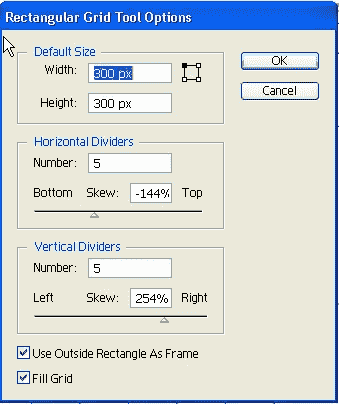 Rectangular Grid Tool Options
Default Size
Width: 300 px
OK
Height: 300 px
Cancel
Horizontal Dividers
Number: 5
Bottom Skew: -144% Top
Vertical Dividers
Number: 5
Left Skew: 254% Right
Use Outside Rectangle As Frame
Fill Grid